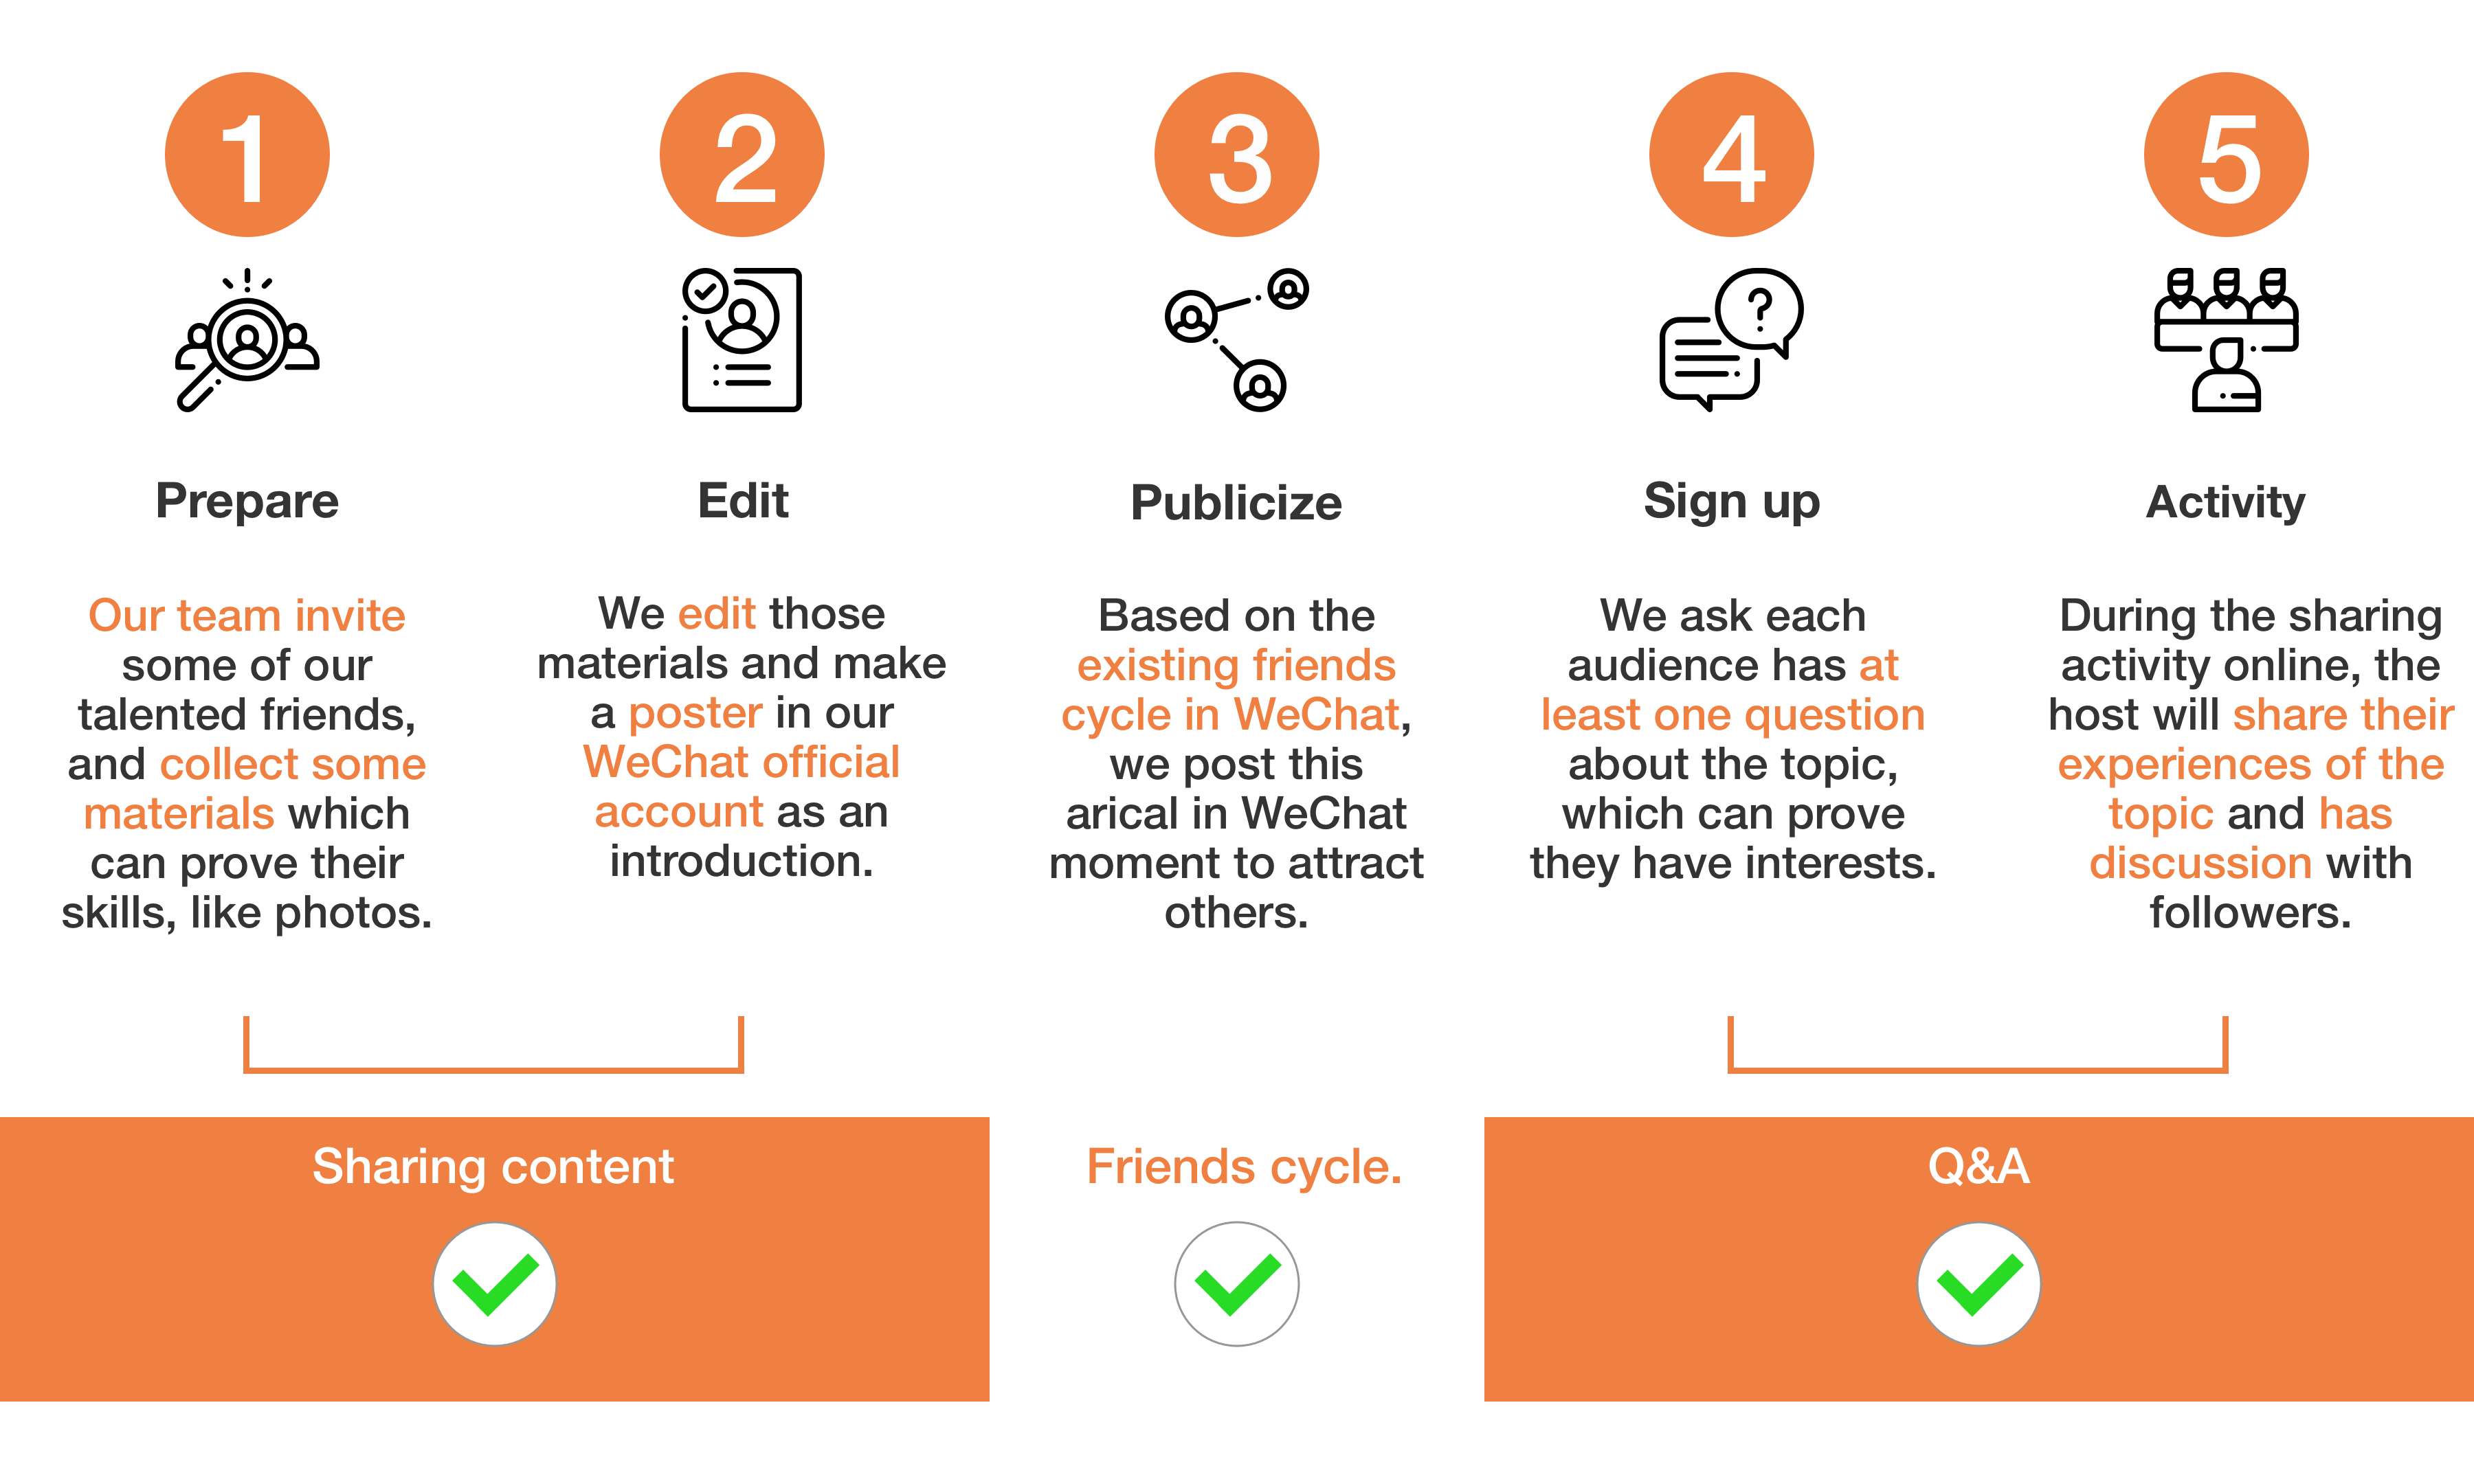 1
Prepare
Our team invite
some of our
talented friends,
and collect some
materials which
can prove their
skills, like photos.
2
Edit
We edit those
materials and make
a poster in our
WeChat official
account as an
introduction.
3
Publicize
Based on the
existing friends
cycle in WeChat,
we post this
arical in WeChat
moment to attract
others.
4
Sign up
We ask each
audience has at
least one question
about the topic,
which can prove
they have interests.
5
Activity
During the sharing
activity online, the
host will share their
experiences of the
topic and has
discussion with
followers.
Sharing content
Friends cycle.
Q&A